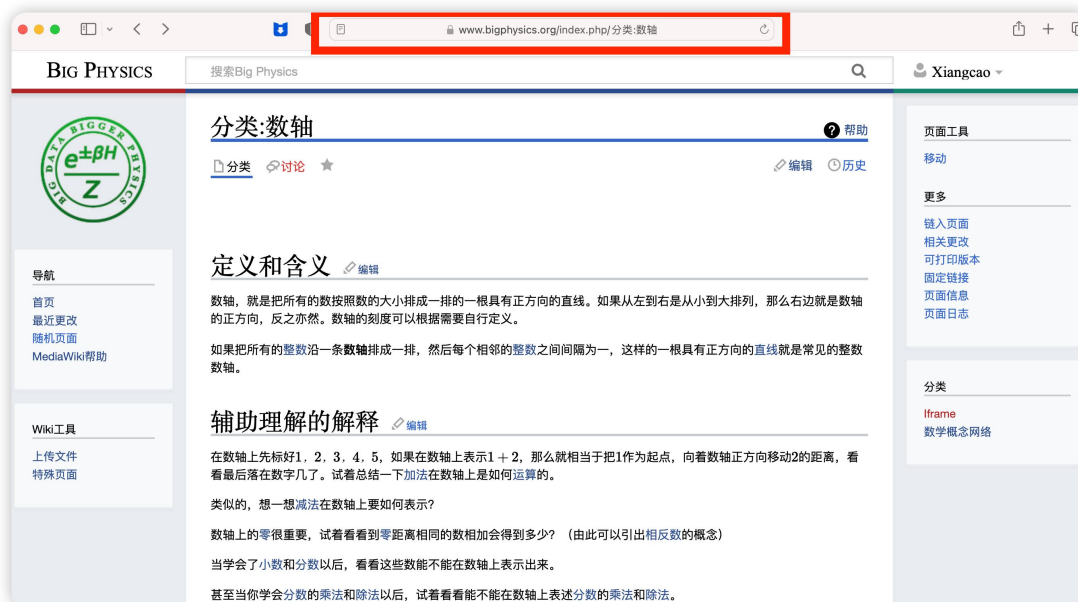 www.bigphysics.org/index.php/分类:数轴
BIG PHYSICS
搜索Big Physics
Xiangcao
BIG DATA BIGGER PHYSICS
e±βH
Z
分类:数轴
帮助
分类
讨论
编辑
历史
定义和含义
编辑
数轴，就是把所有的数按照数的大小排成一排的一根具有正方向的直线。如果从左到右是从小到大排列，那么右边就是数轴
的正方向，反之亦然。数轴的刻度可以根据需要自行定义。
如果把所有的整数沿一条数轴排成一排，然后每个相邻的整数之间间隔为一，这样的一根具有正方向的直线就是常见的整数
数轴。
辅助理解的解释
编辑
在数轴上先标好1，2，3，4，5，如果在数轴上表示1 + 2，那么就相当于把1作为起点，向着数轴正方向移动2的距离，看
看最后落在数字几了。试着总结一下加法在数轴上是如何运算的。
类似的，想一想减法在数轴上要如何表示?
数轴上的零很重要，试着看看到零距离相同的数相加会得到多少？（由此可以引出相反数的概念）
当学会了小数和分数以后，看看这些数能不能在数轴上表示出来。
甚至当你学会分数的乘法和除法以后，试着看看能不能在数轴上表述分数的乘法和除法。
导航
首页
最近更改
随机页面
MediaWiki帮助
Wiki工具
上传文件
特殊页面
页面工具
移动
更多
链入页面
相关更改
可打印版本
固定链接
页面信息
页面日志
分类
Iframe
数学概念网络